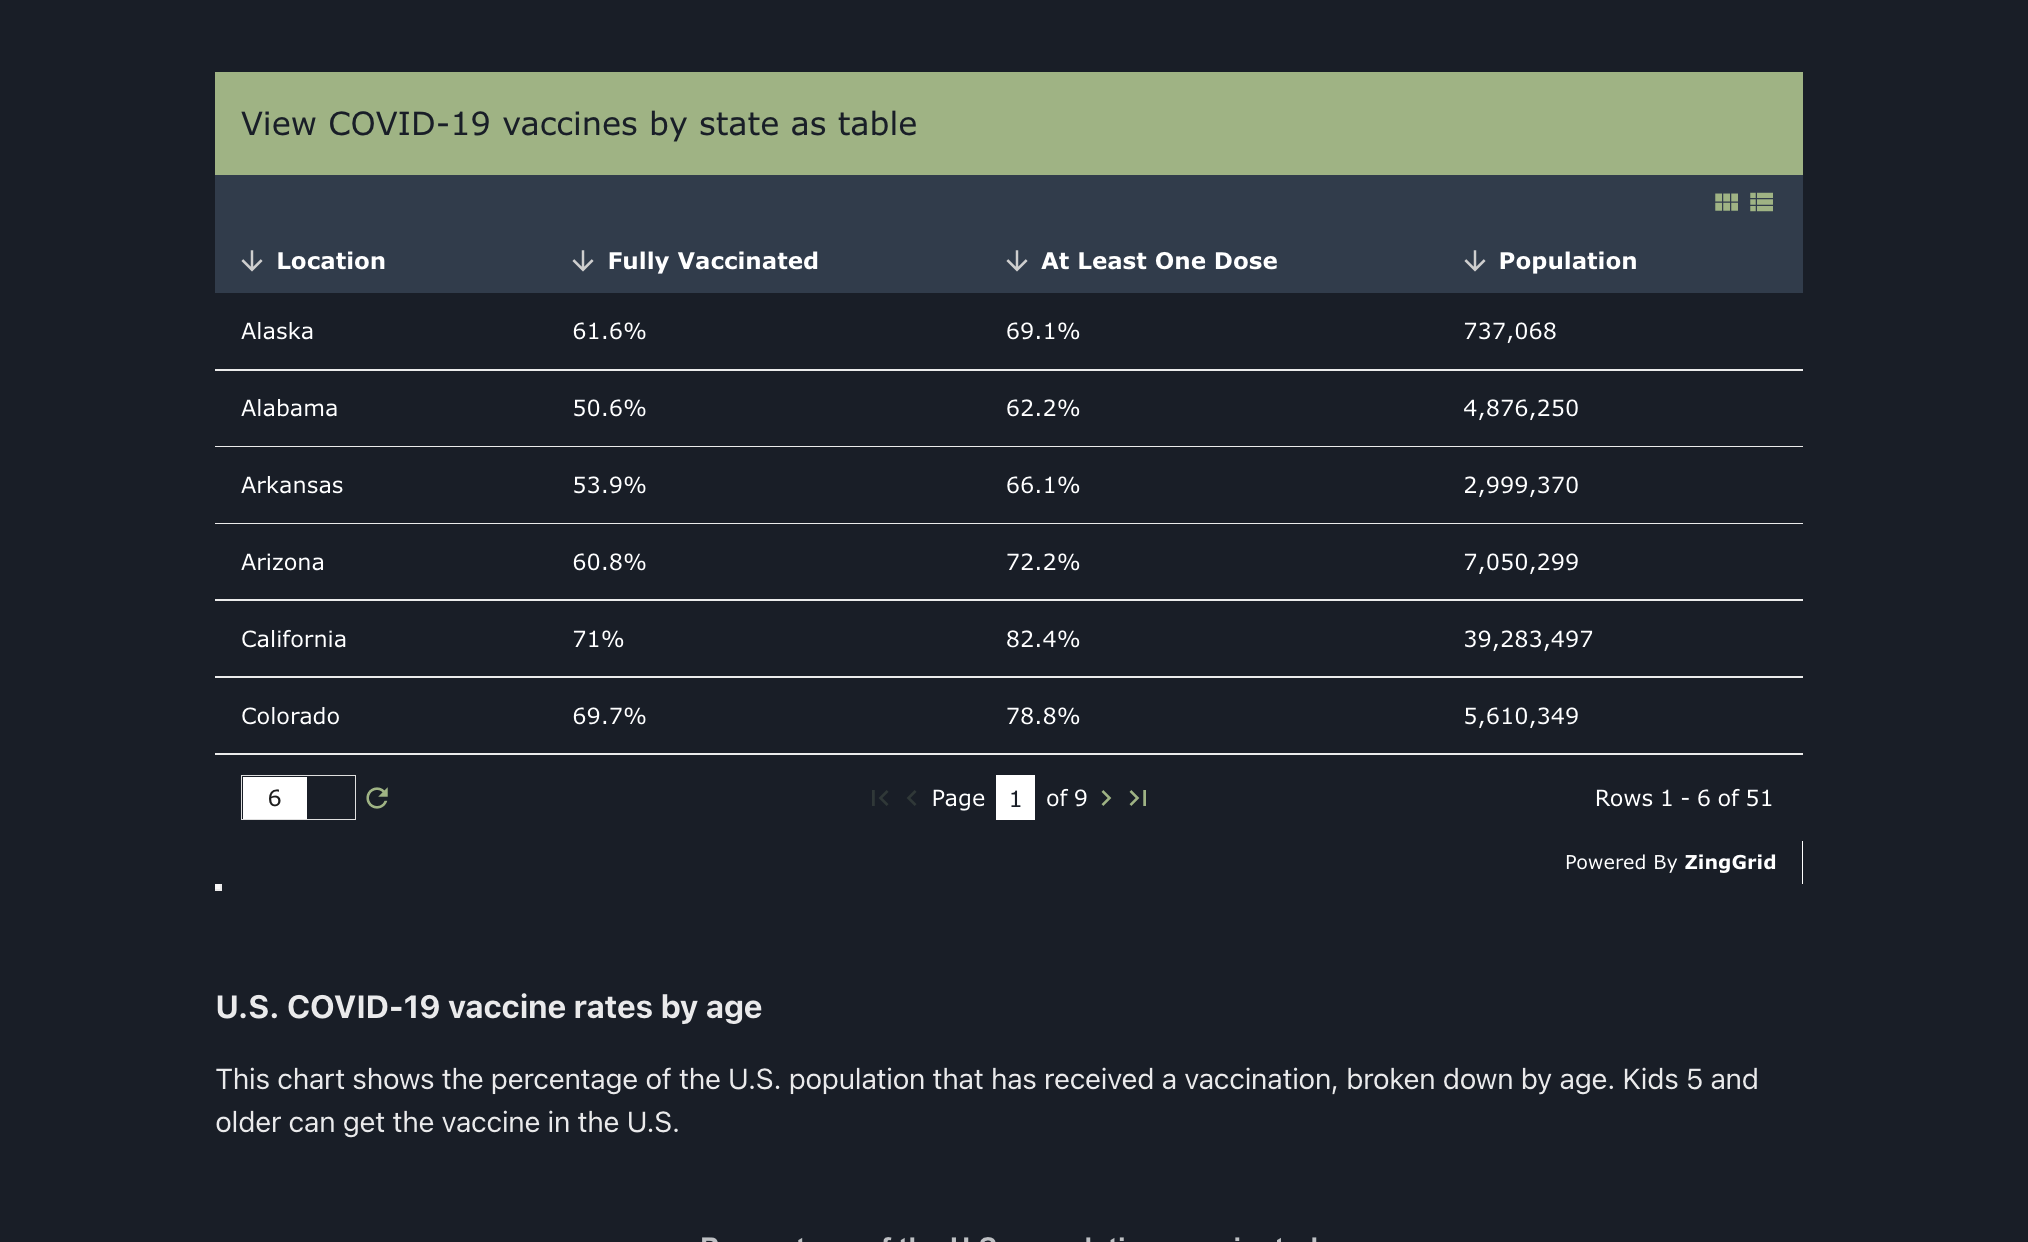 View COVID-19 vaccines by state as table
Location Fully Vaccinated At Least One Dose Population
Alaska 61.6% 69.1% 737,068
Alabama 50.6% 62.2% 4,876,250
Arkansas 53.9% 66.1% 2,999,370
Arizona 60.8% 72.2% 7,050,299
California 71% 82.4% 39,283,497
Colorado 69.7% 78.8% 5,610,349
6 Page 1 of 9 Rows 1 - 6 of 51
Powered By ZingGrid
U.S. COVID-19 vaccine rates by age
This chart shows the percentage of the U.S. population that has received a vaccination, broken down by age. Kids 5 and
older can get the vaccine in the U.S.